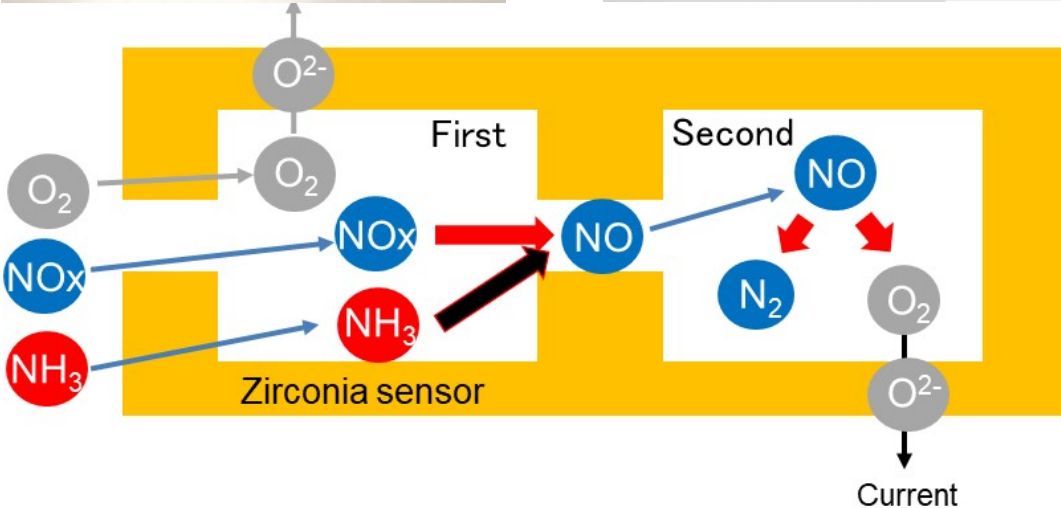 O²⁻
First
Second
O₂
O₂
NO
NOx
NOx
NO
N₂
O₂
NH₃
NH₃
Zirconia sensor
O²⁻
Current